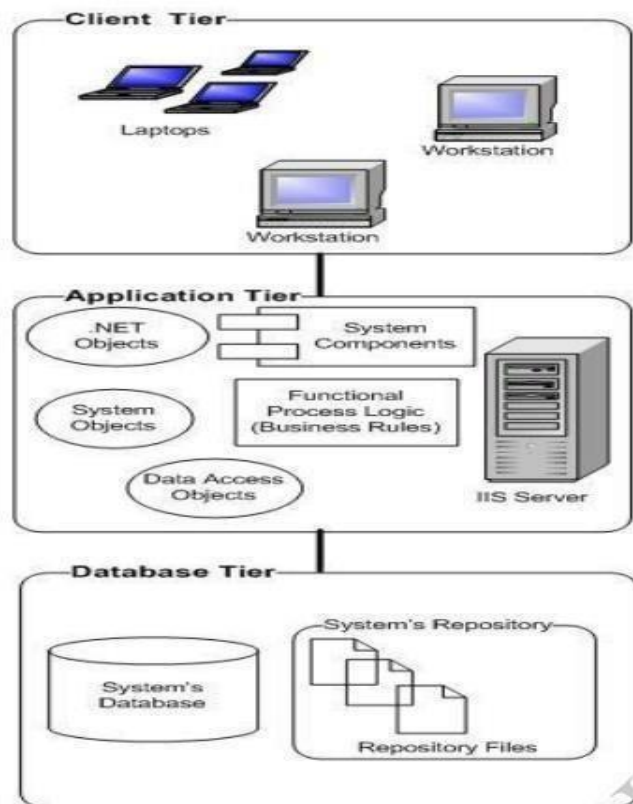 Client Tier
Laptops
Workstation
Workstation
Application Tier
.NET
Objects
System
Components
System
Objects
Functional
Process Logic
(Business Rules)
Data Access
Objects
IIS Server
Database Tier
System's
Database
System's Repository
Repository Files